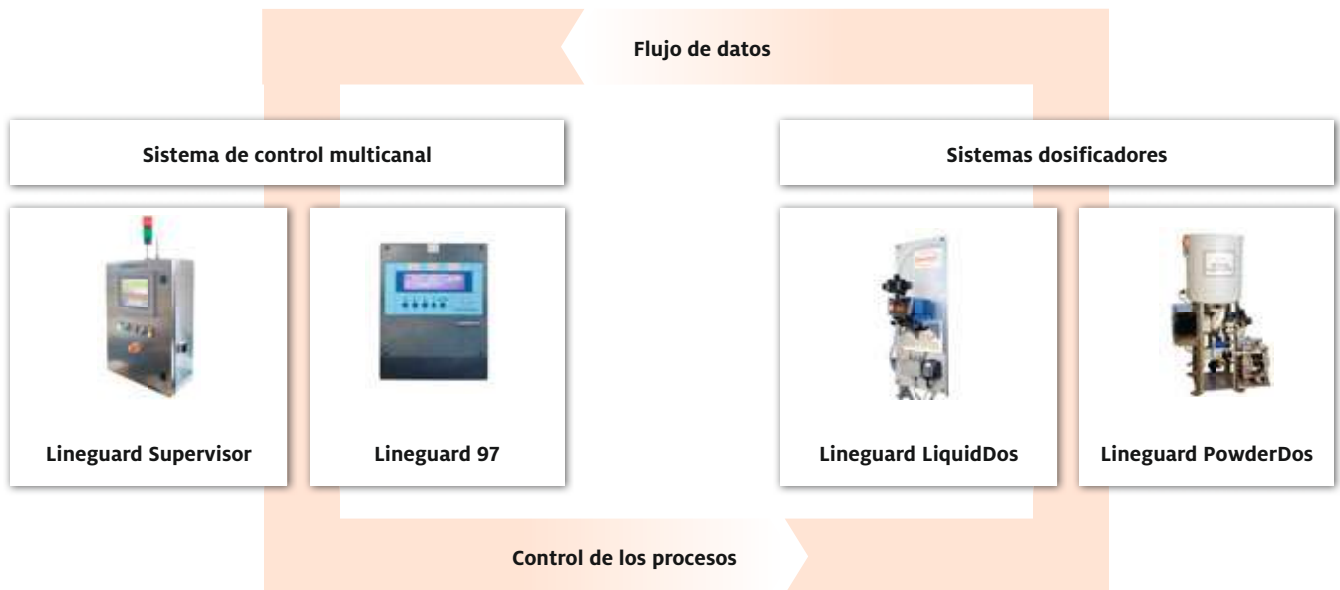 Flujo de datos
Sistema de control multicanal
Sistemas dosificadores
Lineguard Supervisor
Lineguard 97
Lineguard LiquidDos
Lineguard PowderDos
Control de los procesos